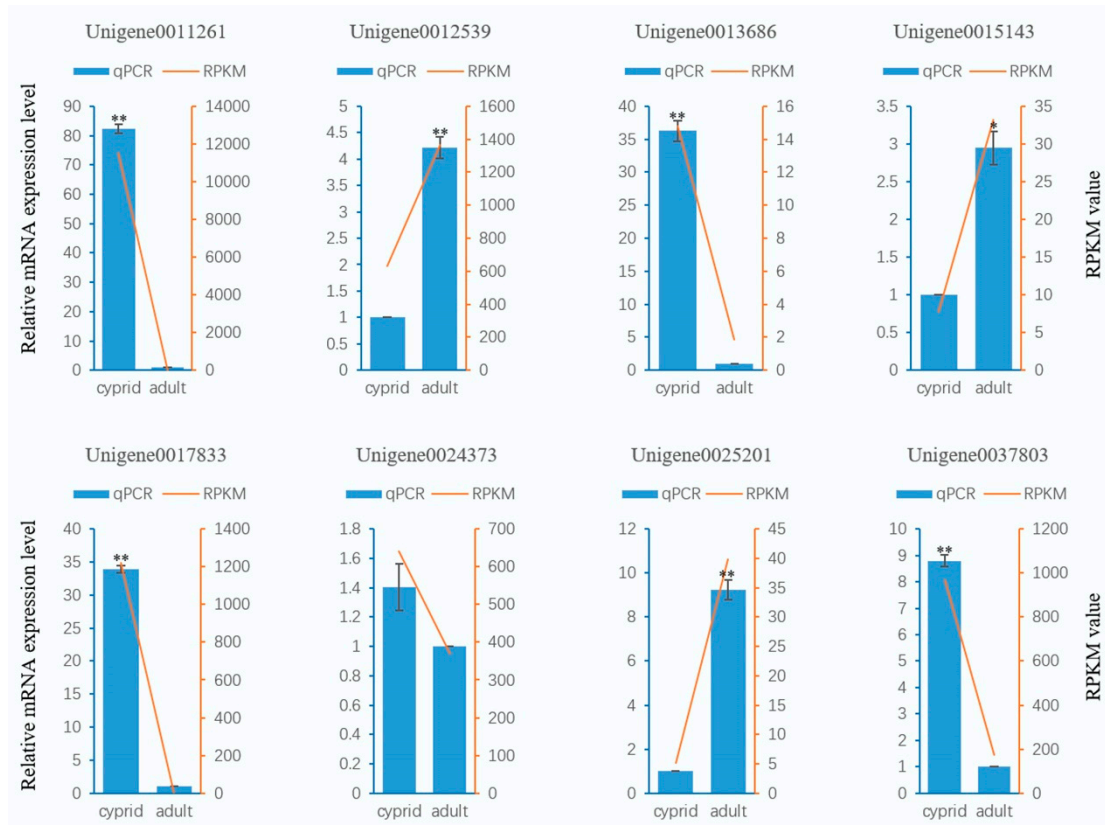 Unigene0011261 Unigene0012539 Unigene0013686 Unigene0015143
qPCR RPKM qPCR RPKM qPCR RPKM qPCR RPKM
Relative mRNA expression level
90 80 70 60 50 40 30 20 10 0
**
14000 12000 10000 8000 6000 4000 2000 0
cyprid adult
5 4.5 4 3.5 3 2.5 2 1.5 1 0.5 0
**
1600 1400 1200 1000 800 600 400 200 0
cyprid adult
40 35 30 25 20 15 10 5 0
**
16 14 12 10 8 6 4 2 0
cyprid adult
3.5 3 2.5 2 1.5 1 0.5 0
*
35 30 25 20 15 10 5 0
cyprid adult
RPKM value
Unigene0017833 Unigene0024373 Unigene0025201 Unigene0037803
qPCR RPKM qPCR RPKM qPCR RPKM qPCR RPKM
Relative mRNA expression level
40 35 30 25 20 15 10 5 0
**
1400 1200 1000 800 600 400 200 0
cyprid adult
1.8 1.6 1.4 1.2 1 0.8 0.6 0.4 0.2 0
700 600 500 400 300 200 100 0
cyprid adult
12 10 8 6 4 2 0
**
45 40 35 30 25 20 15 10 5 0
cyprid adult
10 9 8 7 6 5 4 3 2 1 0
**
1200 1000 800 600 400 200 0
cyprid adult
RPKM value